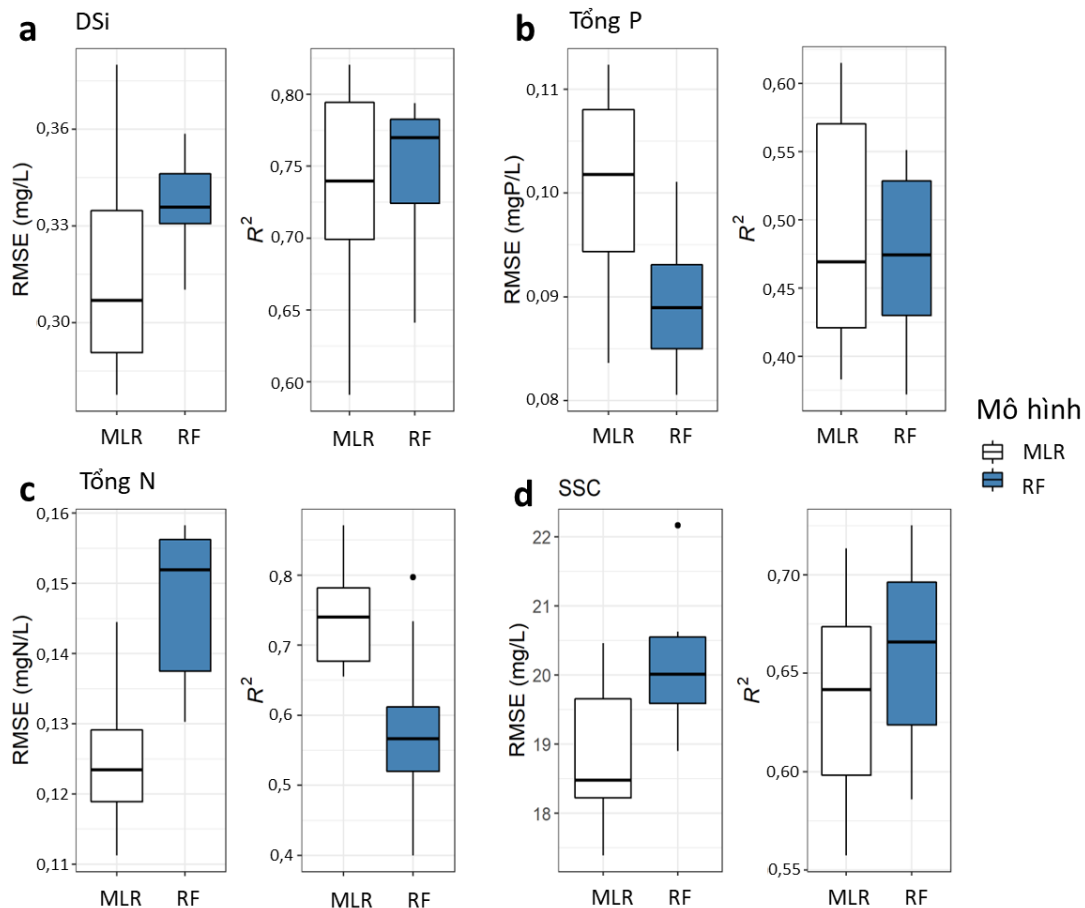 a DSi
RMSE (mg/L)
0,36
0,33
0,30
MLR RF
R²
0,80
0,75
0,70
0,65
0,60
MLR RF
b Tổng P
RMSE (mgP/L)
0,11
0,10
0,09
0,08
MLR RF
R²
0,60
0,55
0,50
0,45
0,40
MLR RF
Mô hình
MLR
RF
c Tổng N
RMSE (mgN/L)
0,16
0,15
0,14
0,13
0,12
0,11
MLR RF
R²
0,8
0,7
0,6
0,5
0,4
MLR RF
d SSC
RMSE (mg/L)
22
21
20
19
18
MLR RF
R²
0,70
0,65
0,60
0,55
MLR RF